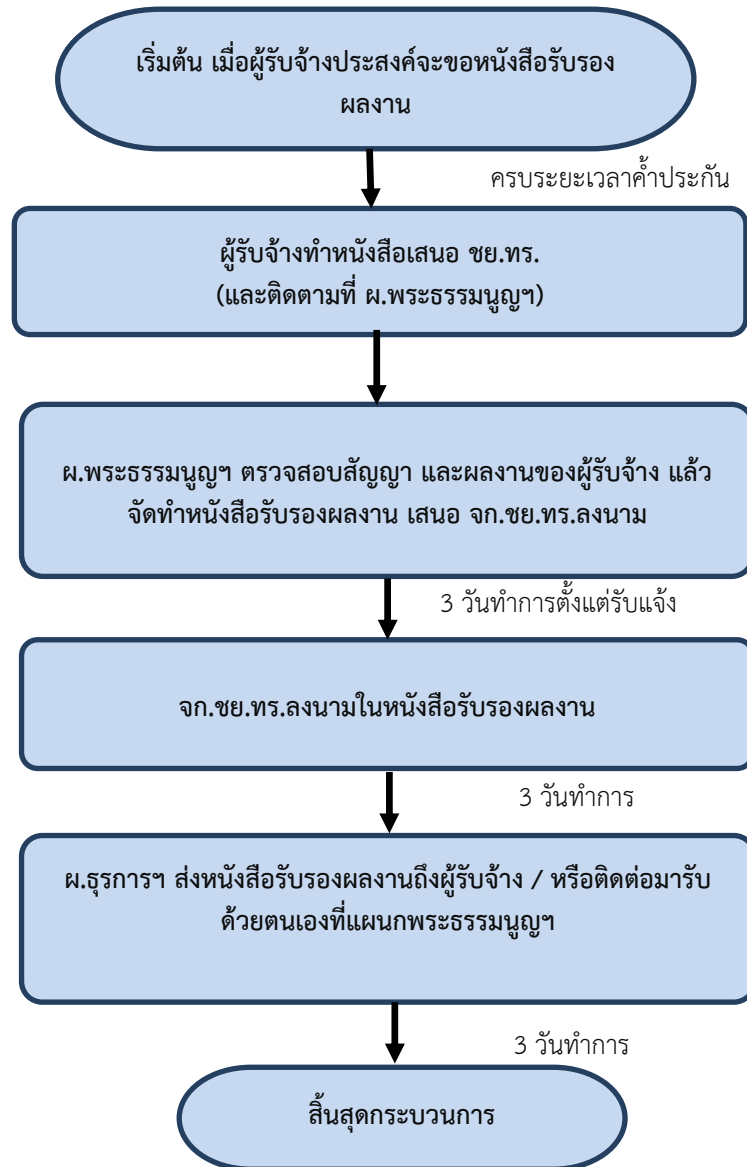 เริ่มต้น เมื่อผู้รับจ้างประสงค์จะขอหนังสือรับรอง
ผลงาน
ครบระยะเวลาค้ำประกัน
ผู้รับจ้างทำหนังสือเสนอ ชย.ทร.
(และติดตามที่ ผ.พระธรรมนูญฯ)
ผ.พระธรรมนูญฯ ตรวจสอบสัญญา และผลงานของผู้รับจ้าง แล้ว
จัดทำหนังสือรับรองผลงาน เสนอ จก.ชย.ทร.ลงนาม
3 วันทำการตั้งแต่รับแจ้ง
จก.ชย.ทร.ลงนามในหนังสือรับรองผลงาน
3 วันทำการ
ผ.ธุรการฯ ส่งหนังสือรับรองผลงานถึงผู้รับจ้าง / หรือติดต่อมารับ
ด้วยตนเองที่แผนกพระธรรมนูญฯ
3 วันทำการ
สิ้นสุดกระบวนการ